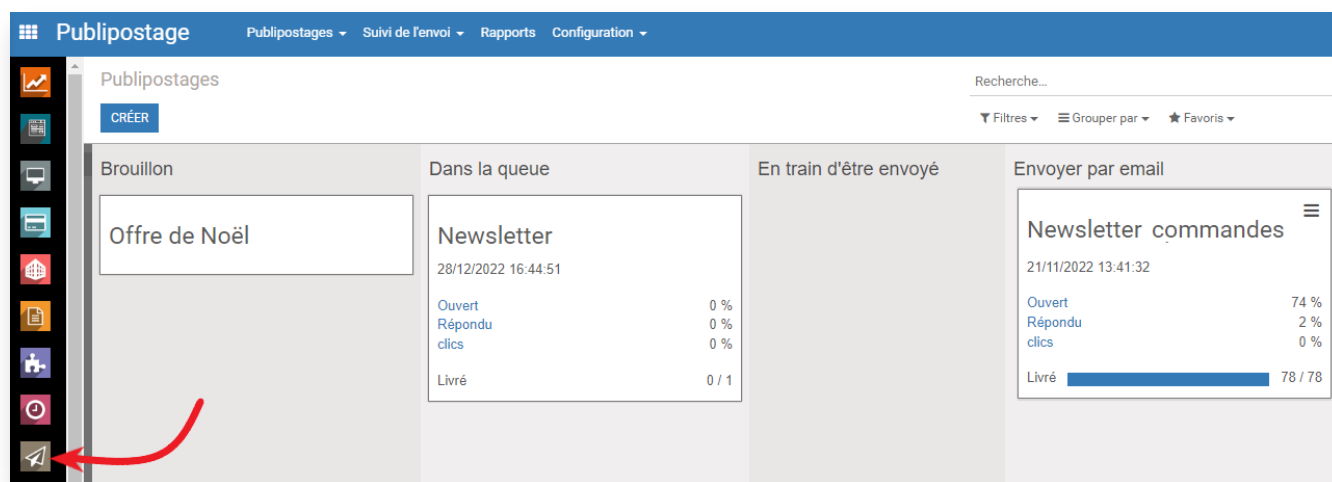 Publipostage
Publipostages Suivi de l'envoi Rapports Configuration
Publipostages
Recherche...
CRÉER
Filtres Grouper par Favoris
Brouillon
Offre de Noël
Dans la queue
Newsletter
28/12/2022 16:44:51
Ouvert 0 %
Répondu 0 %
clics 0 %
Livré 0 / 1
En train d'être envoyé
Envoyer par email
Newsletter commandes
21/11/2022 13:41:32
Ouvert 74 %
Répondu 2 %
clics 0 %
Livré 78 / 78